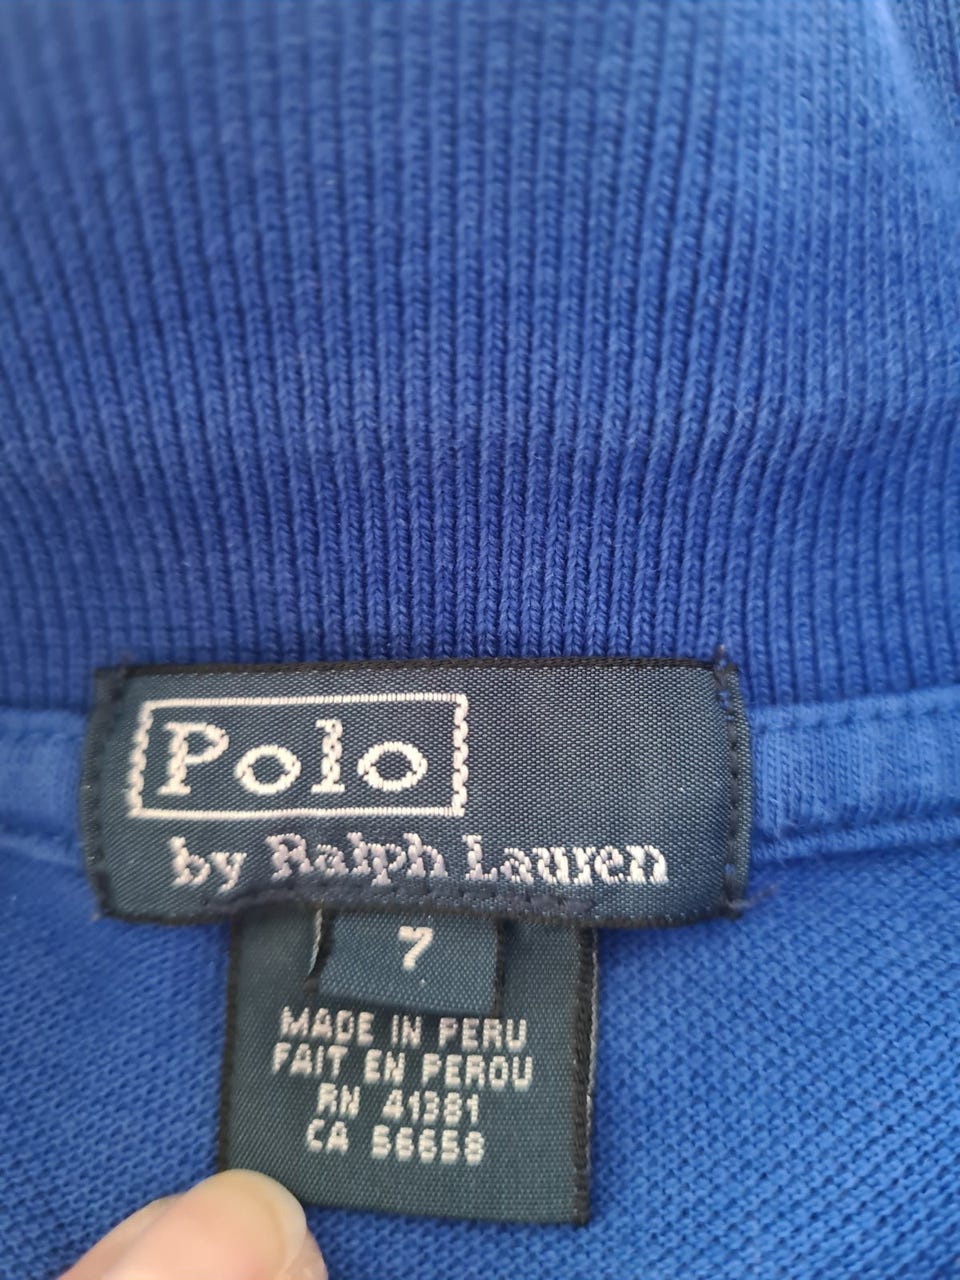 Polo
by Ralph Lauren
7
MADE IN PERU
FAIT EN PEROU
RN 41381
CA 56658